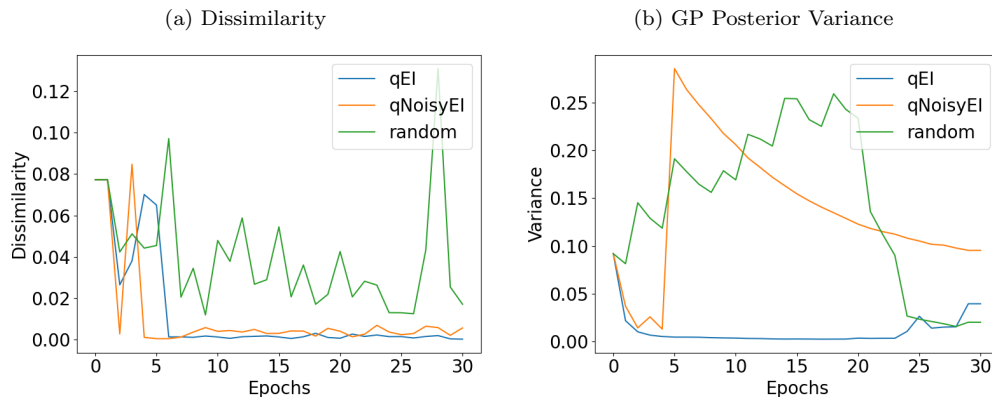 (a) Dissimilarity
0.12
0.10
0.08
0.06
0.04
0.02
0.00
Dissimilarity
qEI
qNoisyEI
random
0 5 10 15 20 25 30
Epochs
(b) GP Posterior Variance
0.25
0.20
0.15
0.10
0.05
0.00
Variance
qEI
qNoisyEI
random
0 5 10 15 20 25 30
Epochs